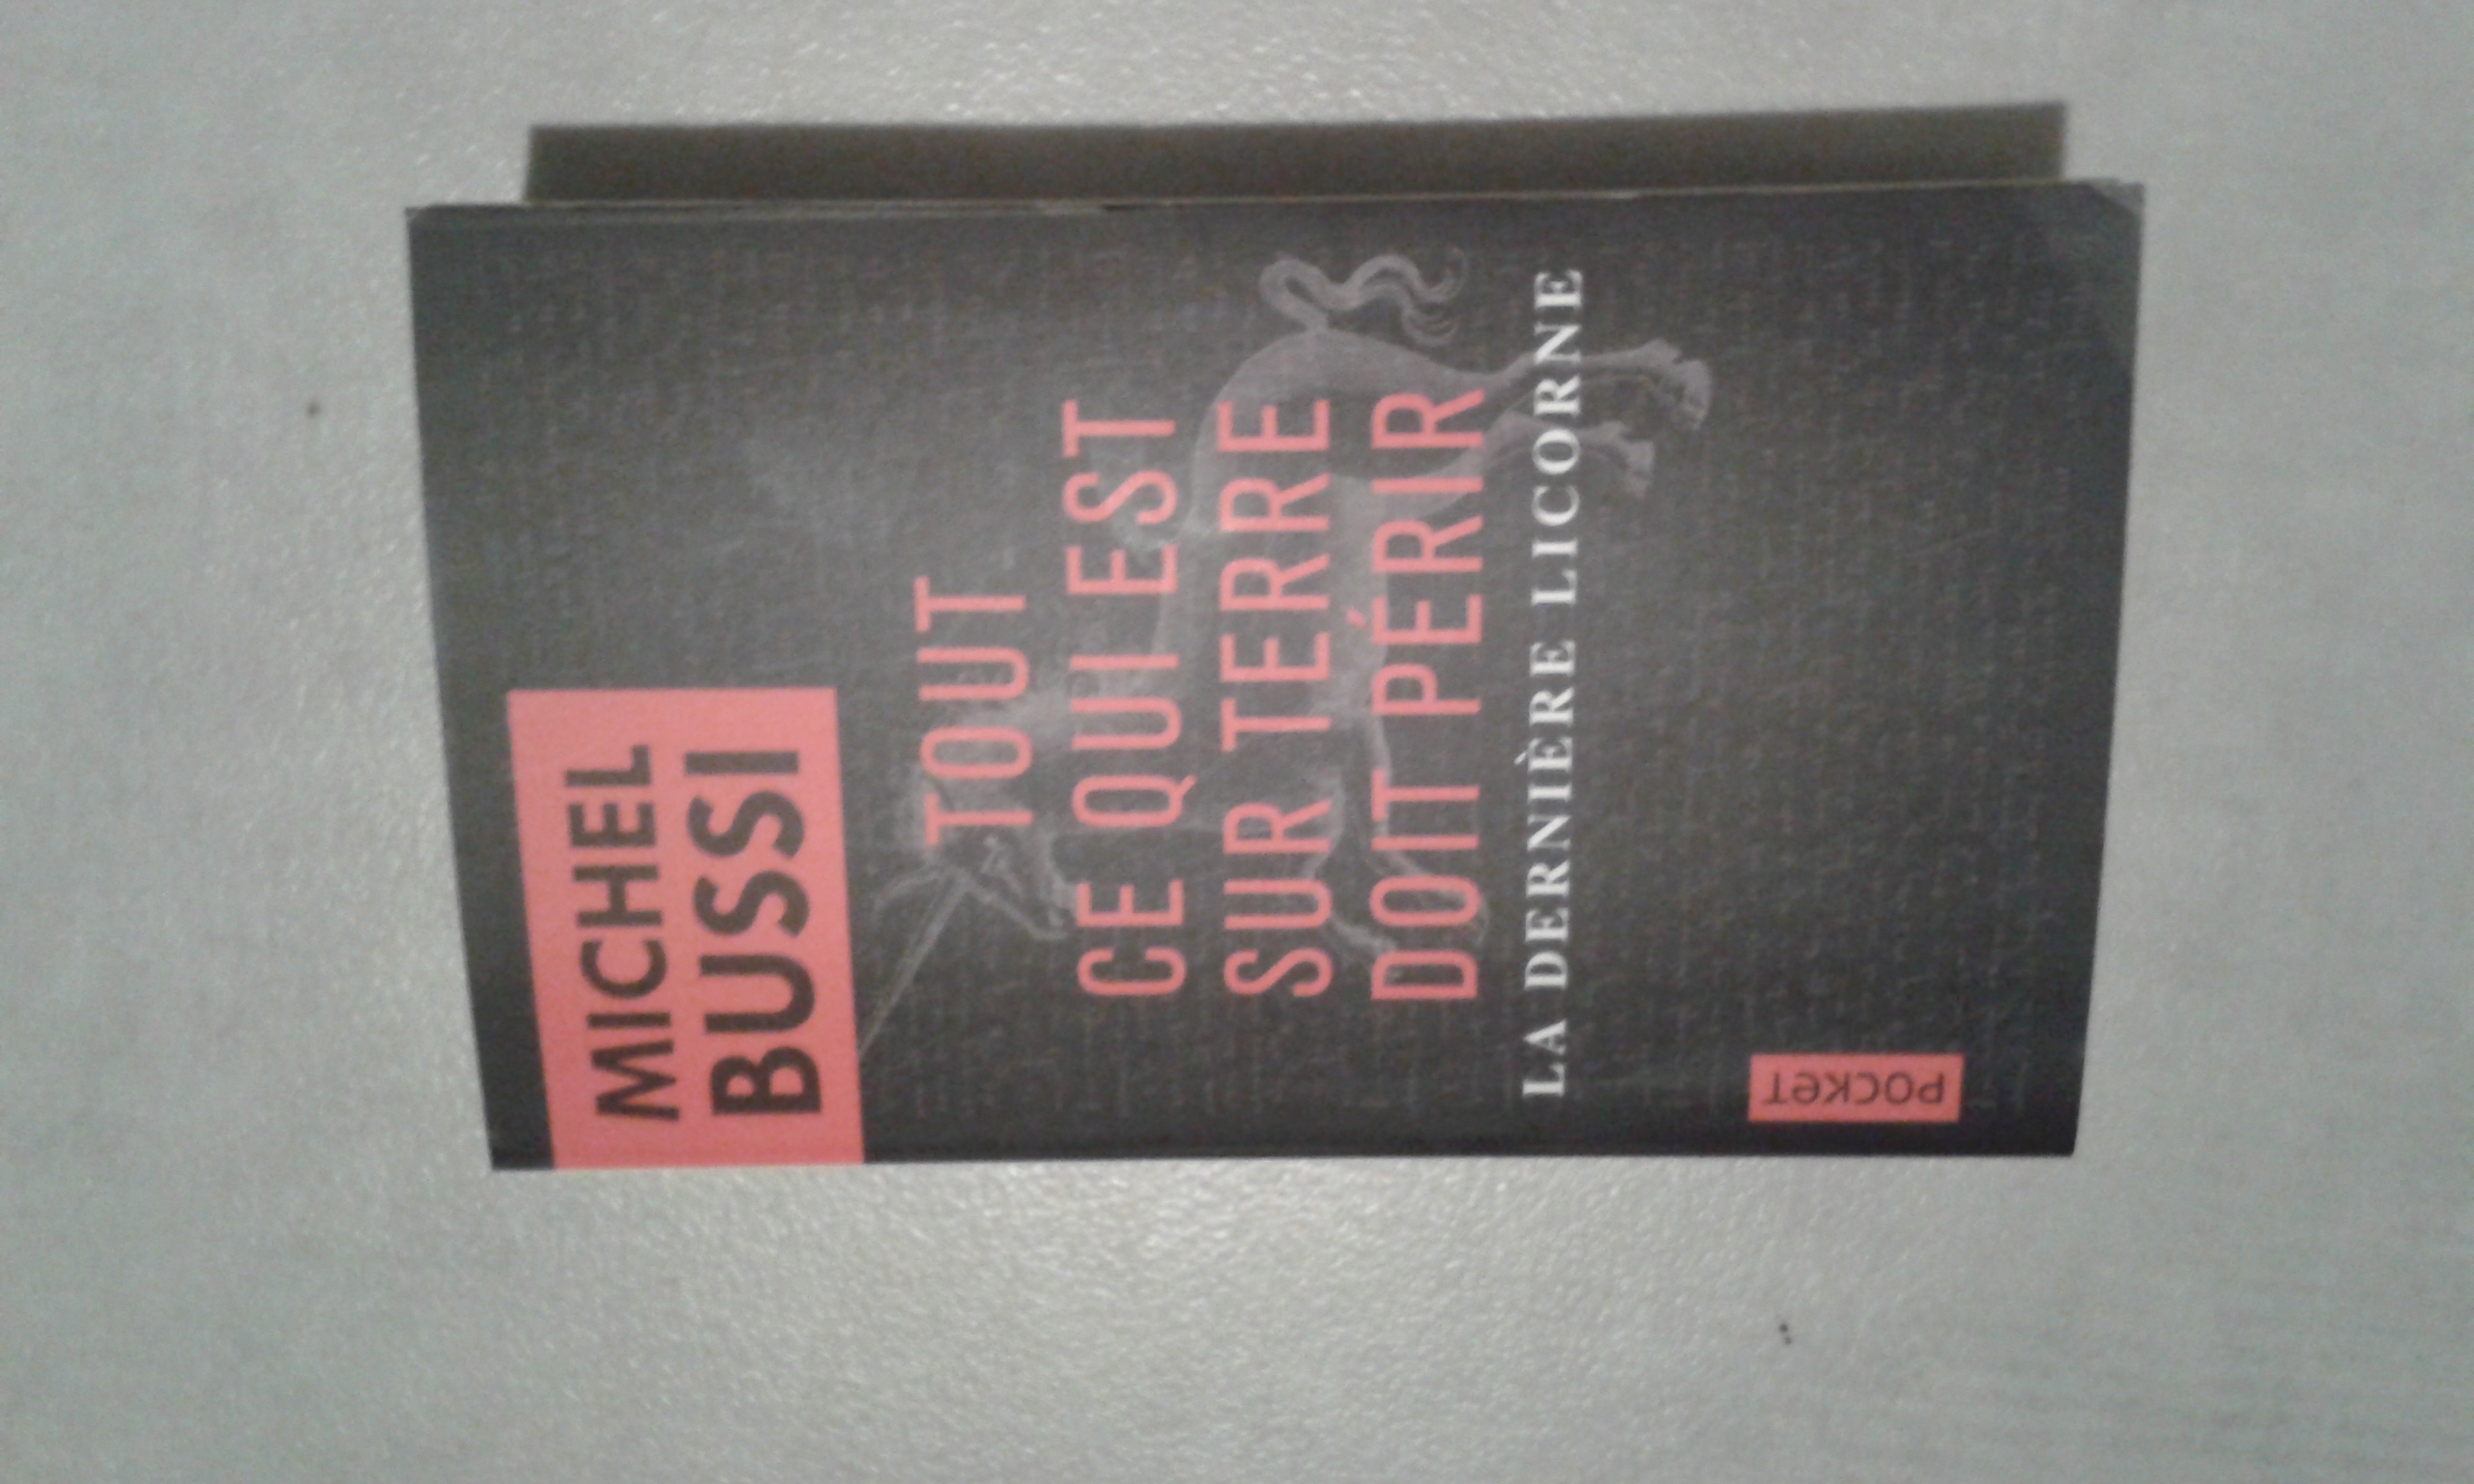 MICHEL
BUSSI
TOUT
CE QUI EST
SUR TERRE
DOIT PÉRIR
LA DERNIÈRE LICORNE
POCKET